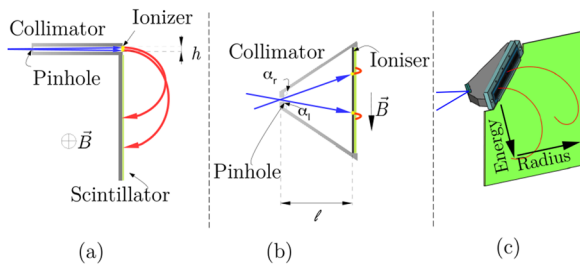 Collimator
Ionizer
h
Pinhole
⊕ B⃗
Scintillator
(a)
Collimator
Ioniser
αr
B⃗
αl
Pinhole
ℓ
(b)
Energy
Radius
(c)